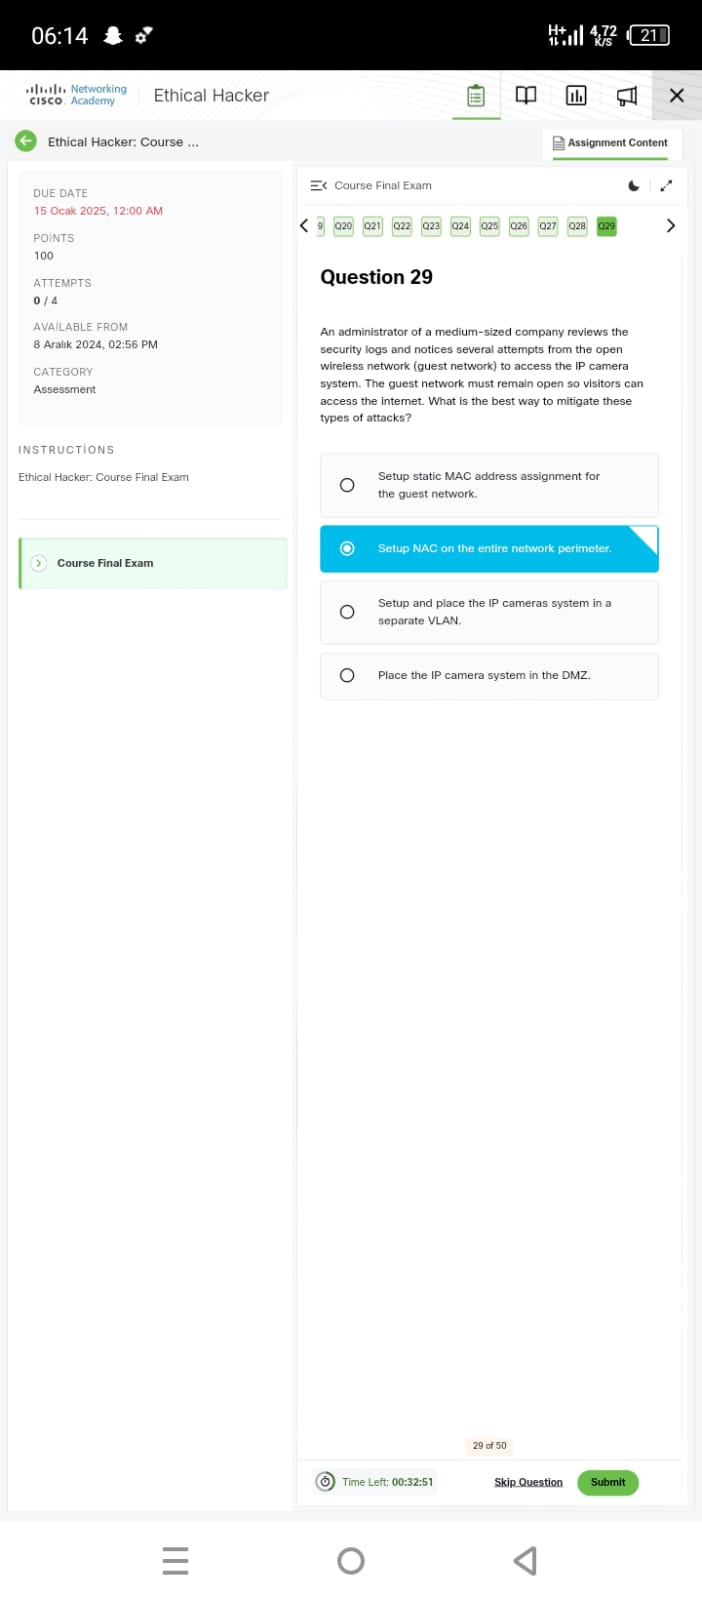 06:14
H+
4,72
K/S
21
CISCO
Networking
Academy
Ethical Hacker
Ethical Hacker: Course ...
Assignment Content
DUE DATE
15 Ocak 2025, 12:00 AM
POİNTS
100
ATTEMPTS
0 / 4
AVAİLABLE FROM
8 Aralık 2024, 02:56 PM
CATEGORY
Assessment
INSTRUCTİONS
Ethical Hacker: Course Final Exam
Course Final Exam
Course Final Exam
9 Q20 Q21 Q22 Q23 Q24 Q25 Q26 Q27 Q28 Q29
Question 29
An administrator of a medium-sized company reviews the
security logs and notices several attempts from the open
wireless network (guest network) to access the IP camera
system. The guest network must remain open so visitors can
access the internet. What is the best way to mitigate these
types of attacks?
Setup static MAC address assignment for
the guest network.
Setup NAC on the entire network perimeter.
Setup and place the IP cameras system in a
separate VLAN.
Place the IP camera system in the DMZ.
29 of 50
Time Left: 00:32:51
Skip Question
Submit